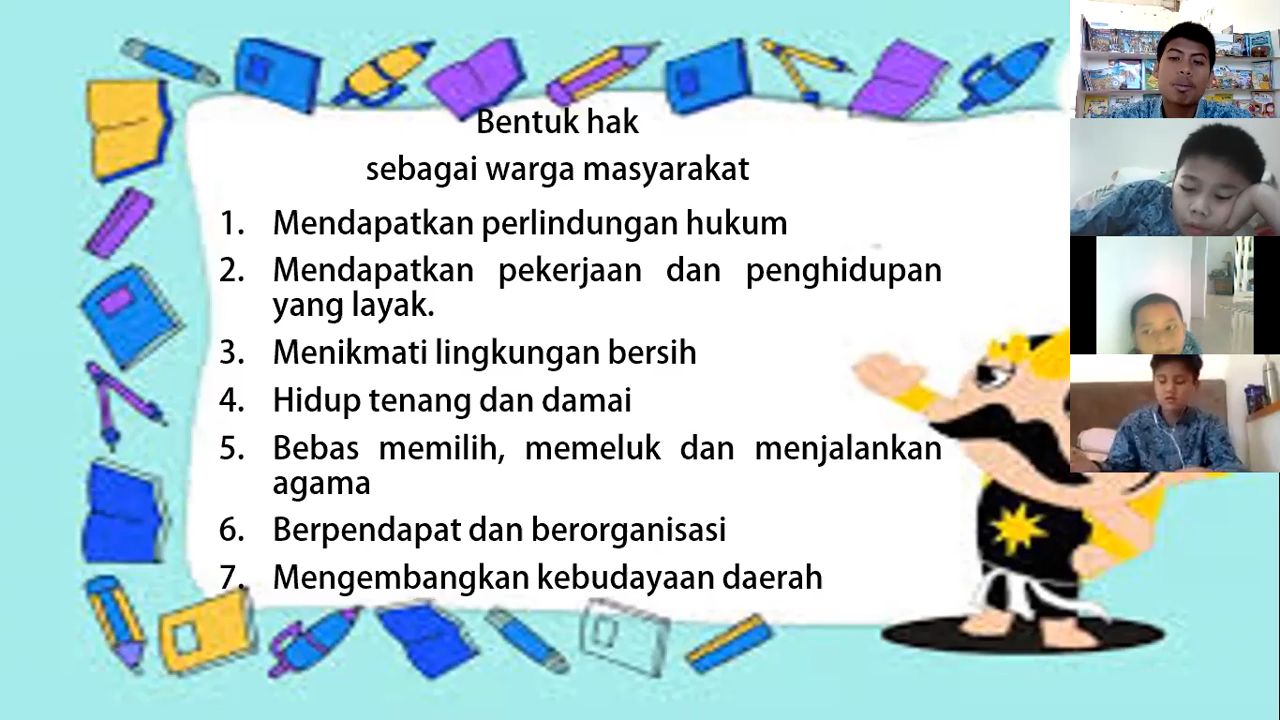 Bentuk hak
sebagai warga masyarakat
1. Mendapatkan perlindungan hukum
2. Mendapatkan pekerjaan dan penghidupan
yang layak.
3. Menikmati lingkungan bersih
4. Hidup tenang dan damai
5. Bebas memilih, memeluk dan menjalankan
agama
6. Berpendapat dan berorganisasi
7. Mengembangkan kebudayaan daerah